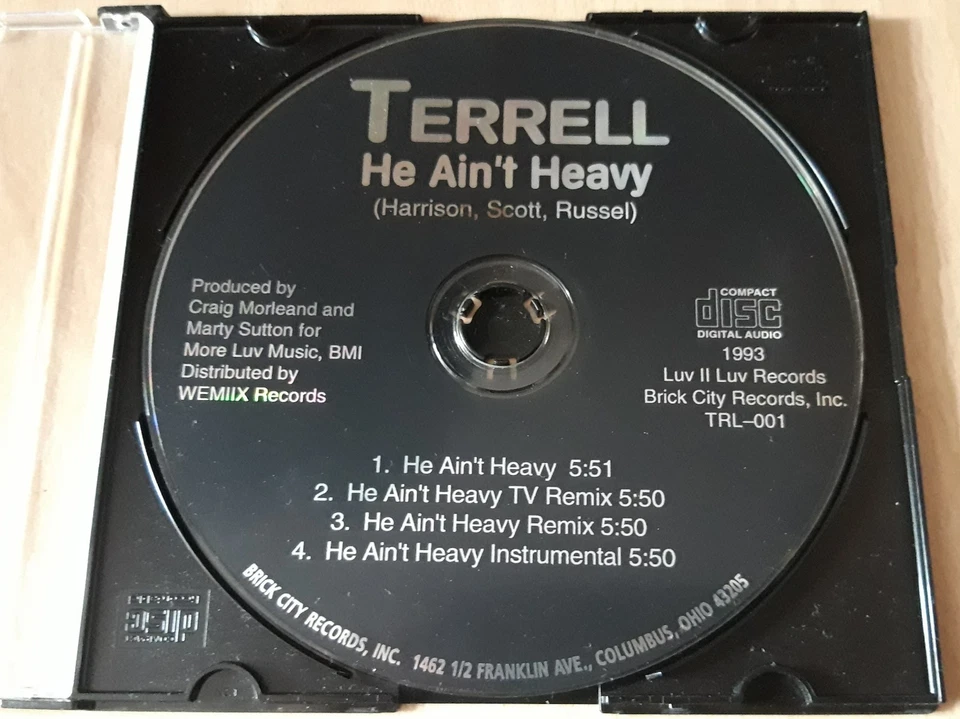 TERRELL
He Ain't Heavy
(Harrison, Scott, Russel)
Produced by
Craig Morleand and
Marty Sutton for
More Luv Music, BMI
Distributed by
WEMIIX Records
COMPACT
disc
DIGITAL AUDIO
1993
Luv II Luv Records
Brick City Records, Inc.
TRL–001
1. He Ain't Heavy 5:51
2. He Ain't Heavy TV Remix 5:50
3. He Ain't Heavy Remix 5:50
4. He Ain't Heavy Instrumental 5:50
BRICK CITY RECORDS, INC. 1462 1/2 FRANKLIN AVE., COLUMBUS, OHIO 43205